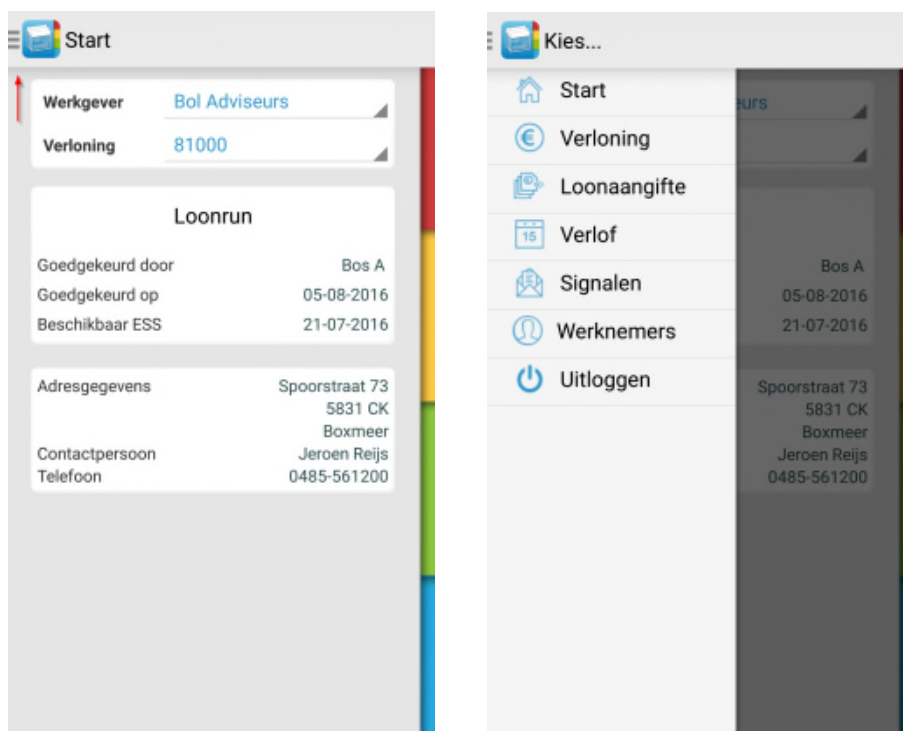 Start
Werkgever Bol Adviseurs
Verloning 81000
Loonrun
Goedgekeurd door Bos A
Goedgekeurd op 05-08-2016
Beschikbaar ESS 21-07-2016
Adresgegevens Spoorstraat 73
5831 CK
Boxmeer
Contactpersoon Jeroen Reijs
Telefoon 0485-561200
Kies...
Start
eurs
Verloning
Loonaangifte
15 Verlof
Signalen
Bos A
05-08-2016
Werknemers
21-07-2016
Uitloggen
Spoorstraat 73
5831 CK
Boxmeer
Jeroen Reijs
0485-561200